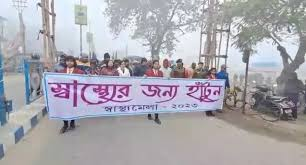 স্বাস্থ্যের জন্য হাঁটুন
স্বাস্থ্যমেলা - ২০২৩